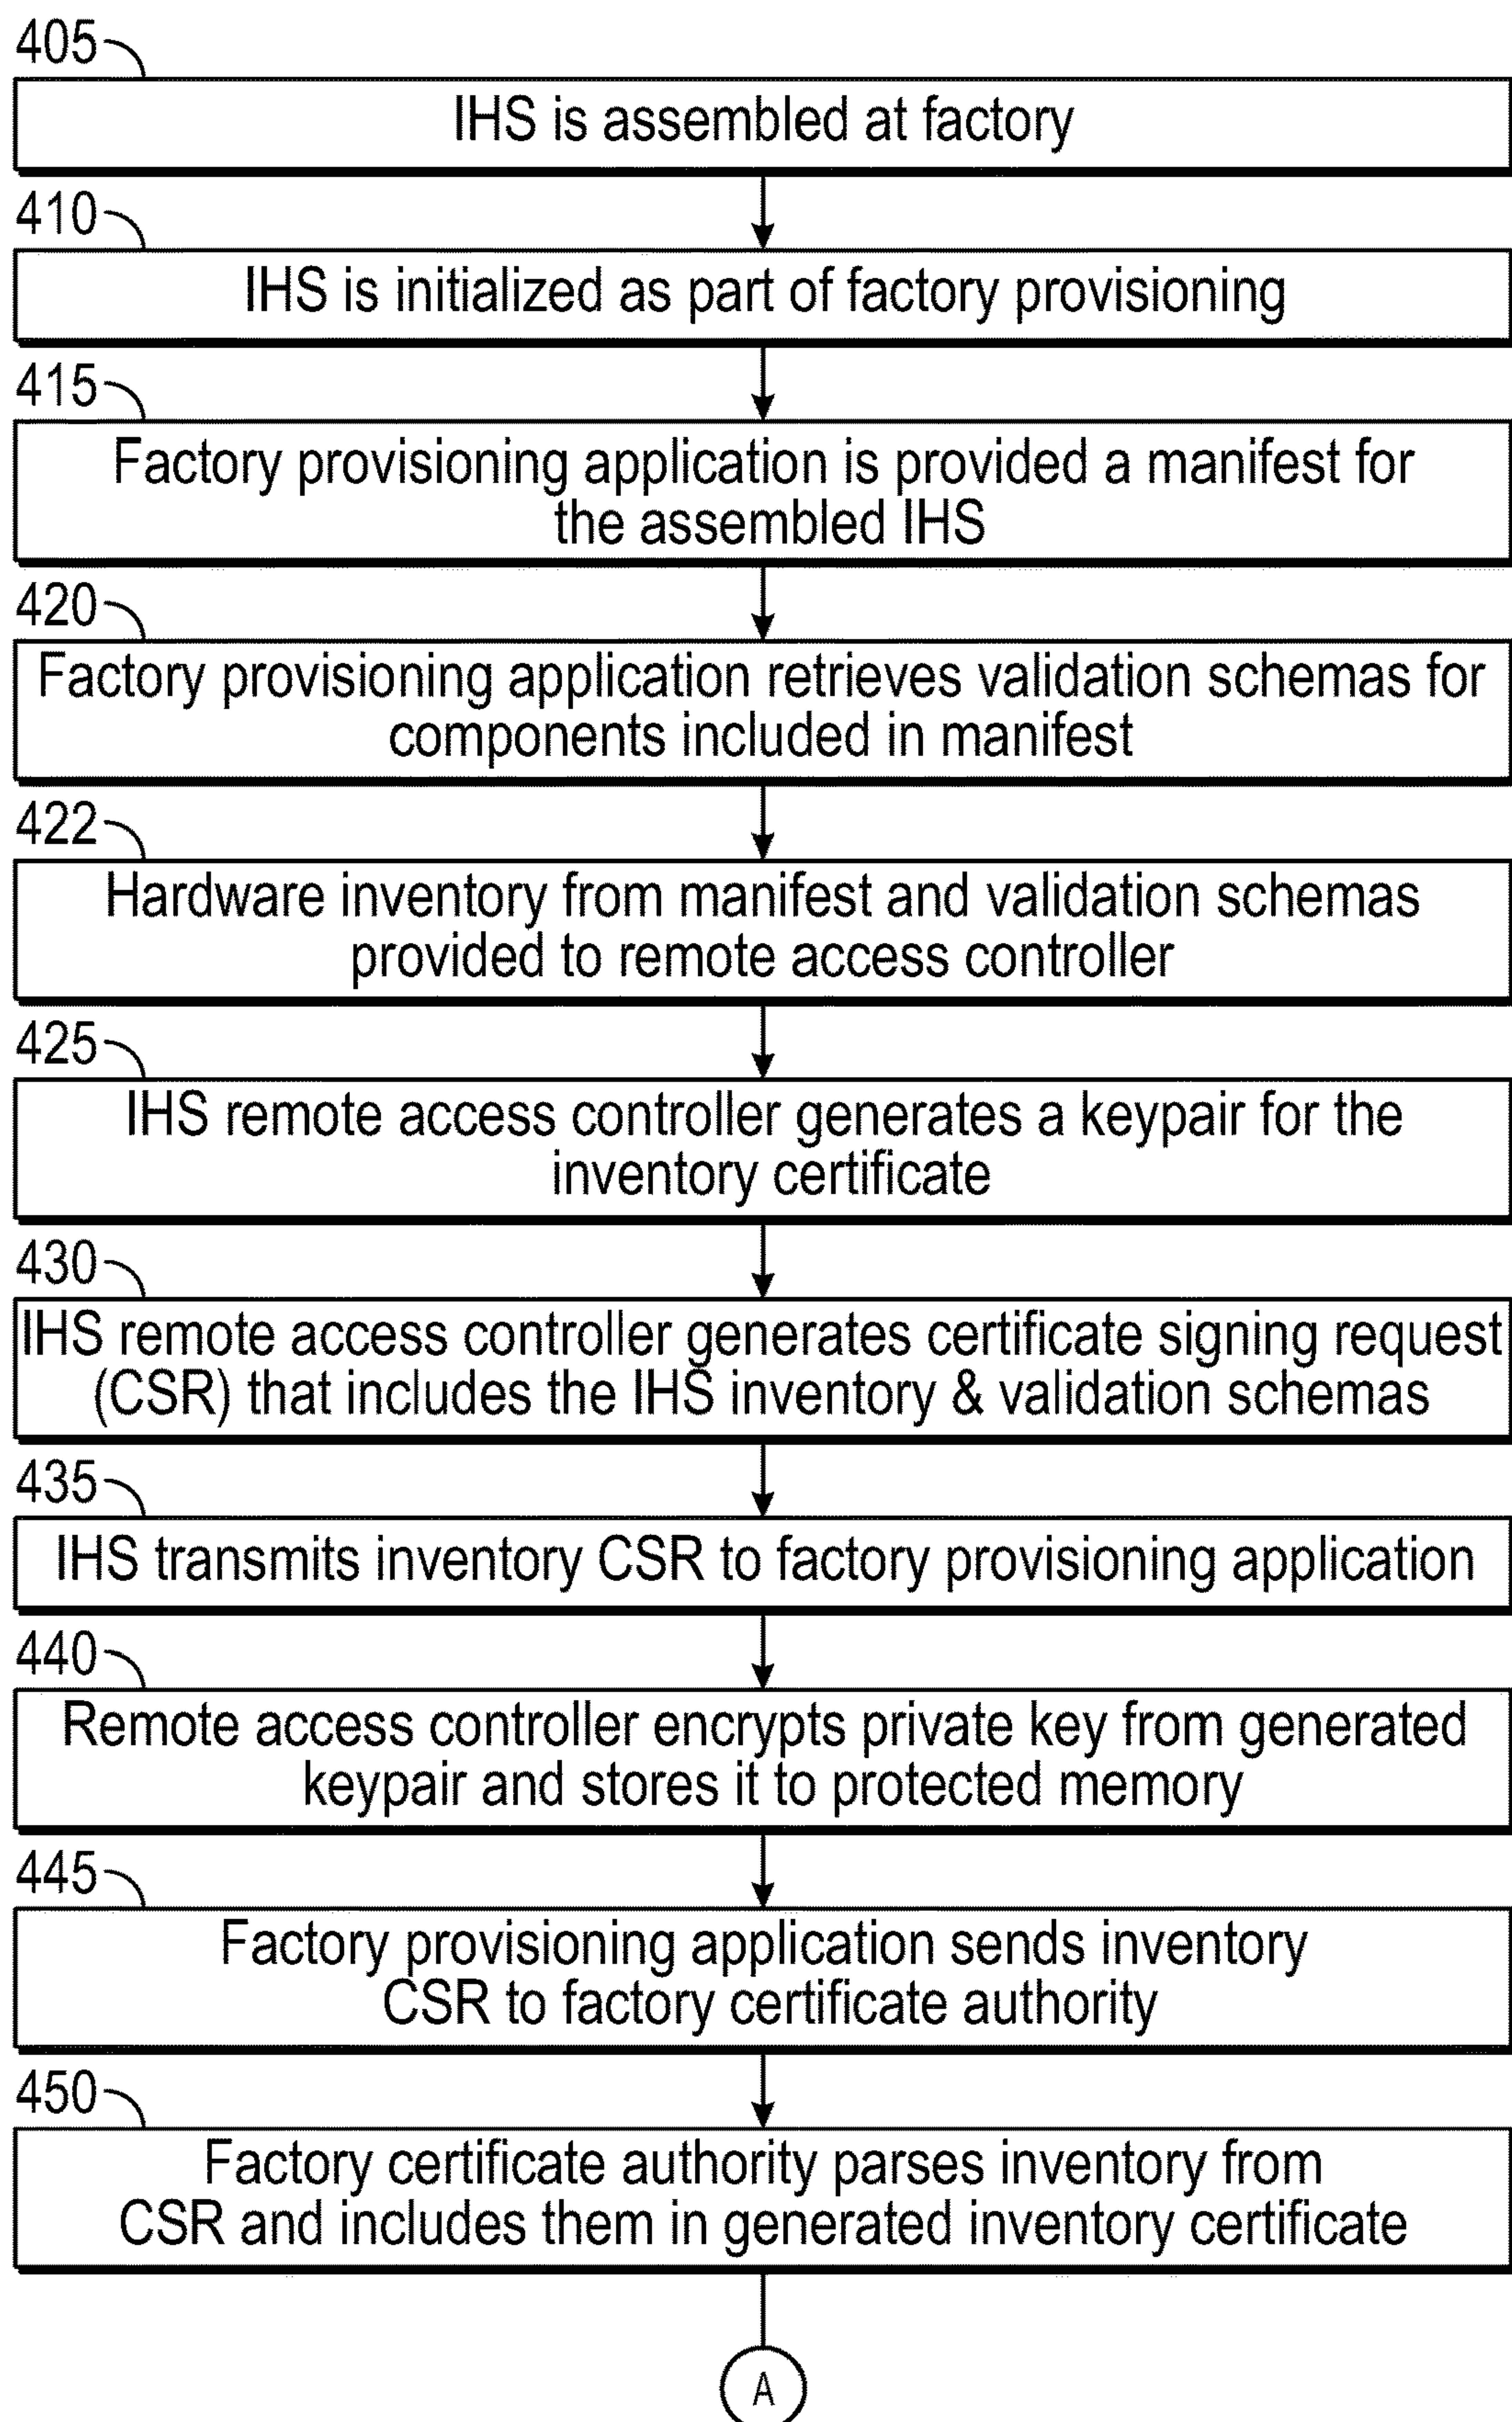 405
IHS is assembled at factory
410
IHS is initialized as part of factory provisioning
415
Factory provisioning application is provided a manifest for
the assembled IHS
420
Factory provisioning application retrieves validation schemas for
components included in manifest
422
Hardware inventory from manifest and validation schemas
provided to remote access controller
425
IHS remote access controller generates a keypair for the
inventory certificate
430
IHS remote access controller generates certificate signing request
(CSR) that includes the IHS inventory & validation schemas
435
IHS transmits inventory CSR to factory provisioning application
440
Remote access controller encrypts private key from generated
keypair and stores it to protected memory
445
Factory provisioning application sends inventory
CSR to factory certificate authority
450
Factory certificate authority parses inventory from
CSR and includes them in generated inventory certificate
A